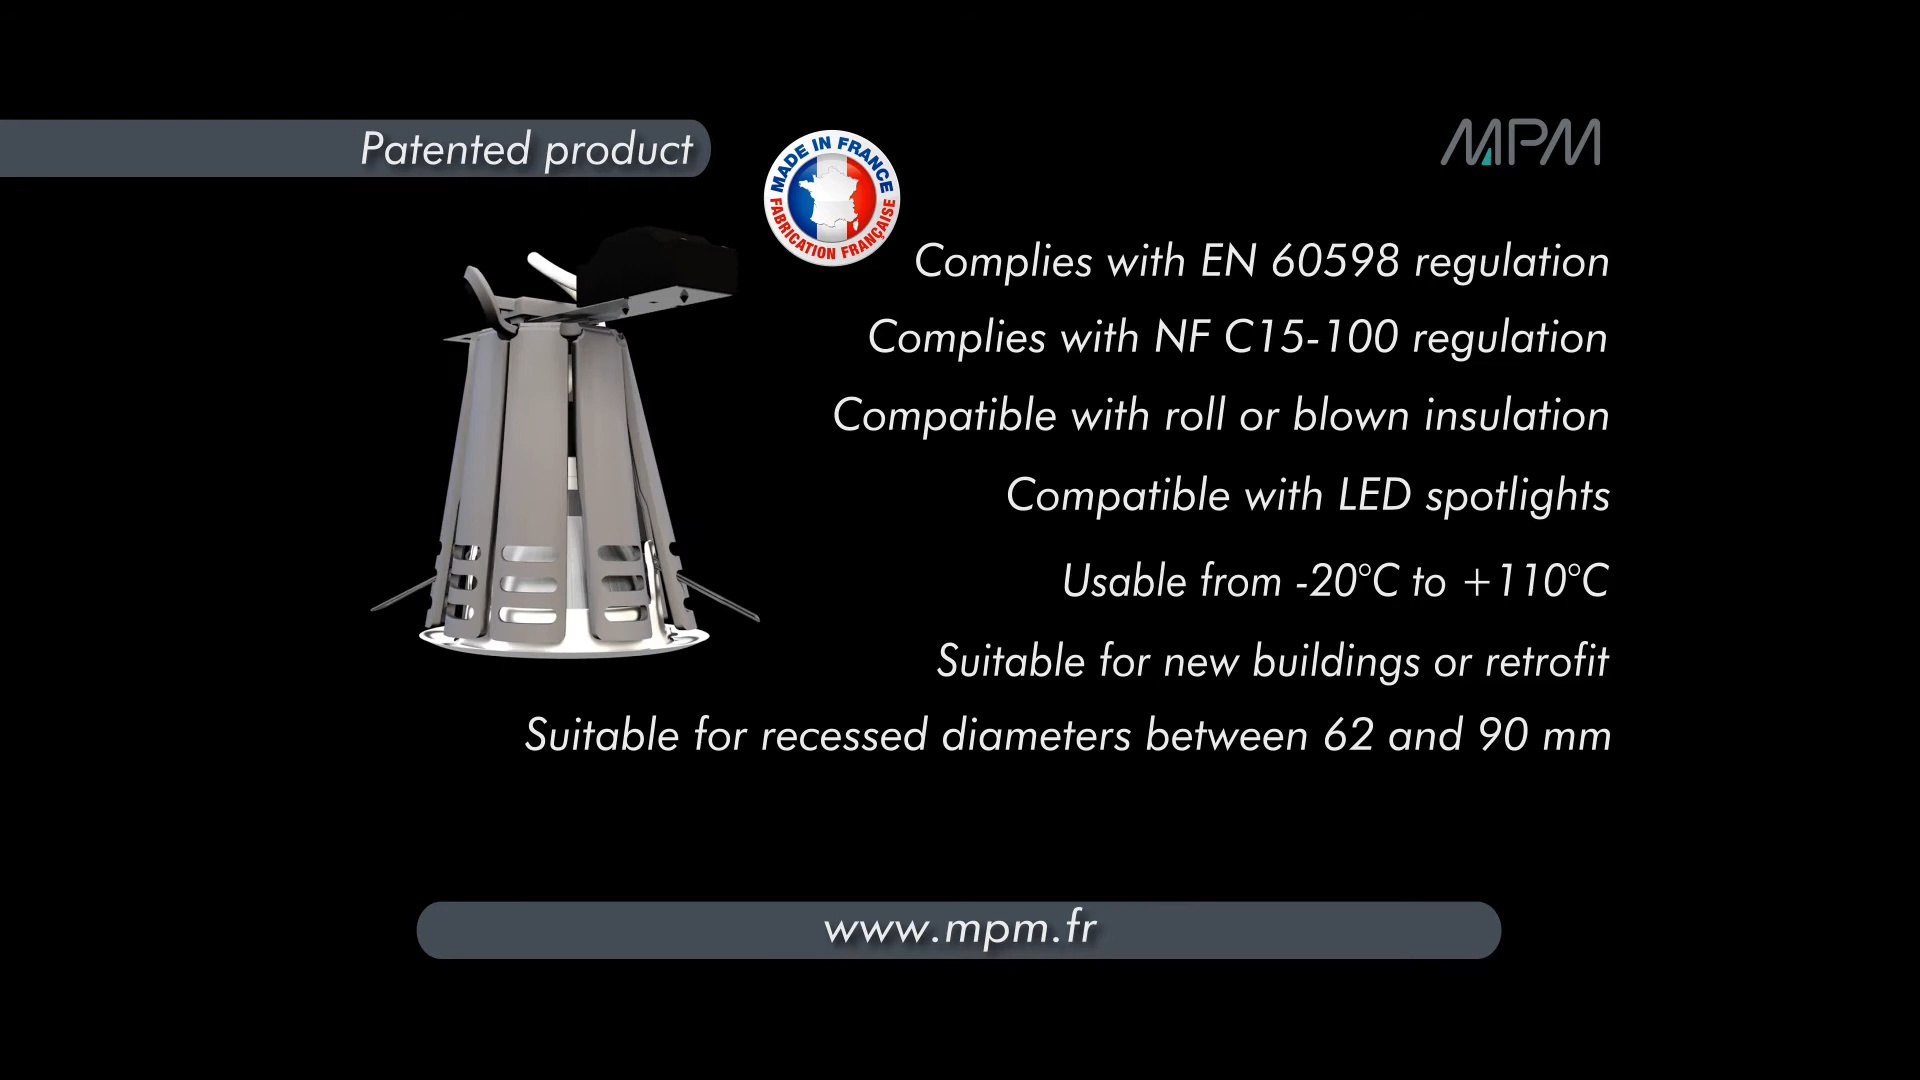 Patented product
MADE IN FRANCE
FABRICATION FRANÇAISE
MPM
Complies with EN 60598 regulation
Complies with NF C15-100 regulation
Compatible with roll or blown insulation
Compatible with LED spotlights
Usable from -20°C to +110°C
Suitable for new buildings or retrofit
Suitable for recessed diameters between 62 and 90 mm
www.mpm.fr